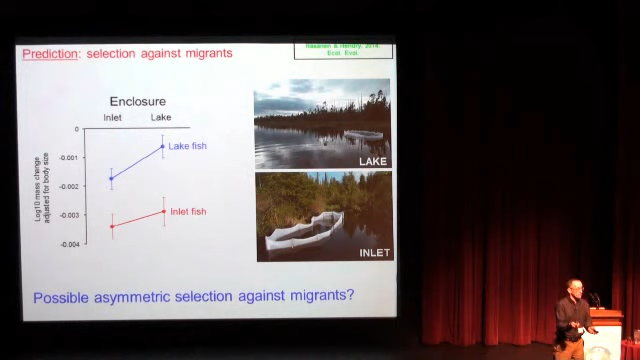 Prediction: selection against migrants
Räsänen & Hendry. 2014.
Ecol. Evol.
Enclosure
Inlet Lake
0
-0.001
-0.002
-0.003
-0.004
Log10 mass change
adjusted for body size
Lake fish
Inlet fish
LAKE
INLET
Possible asymmetric selection against migrants?